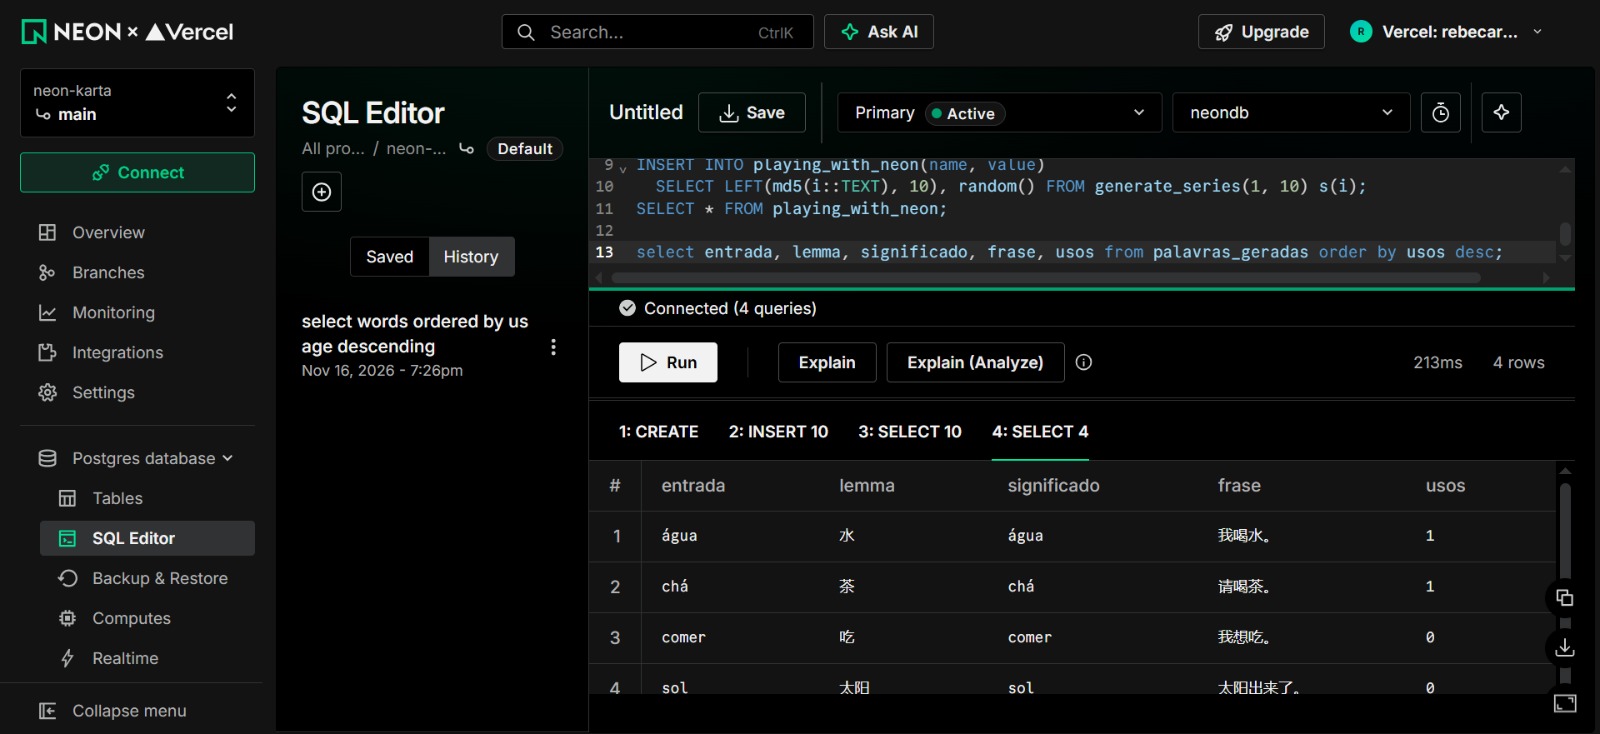 NEON × Vercel
Search... CtrlK
Ask AI
Upgrade
R Vercel: rebecar...
neon-karta
main
Connect
Overview
Branches
Monitoring
Integrations
Settings
Postgres database
Tables
SQL Editor
Backup & Restore
Computes
Realtime
Collapse menu
SQL Editor
All pro... / neon-... Default
Saved History
select words ordered by us
age descending
Nov 16, 2026 - 7:26pm
Untitled Save Primary Active neondb
9 INSERT INTO playing_with_neon(name, value)
10 SELECT LEFT(md5(i::TEXT), 10), random() FROM generate_series(1, 10) s(i);
11 SELECT * FROM playing_with_neon;
12
13 select entrada, lemma, significado, frase, usos from palavras_geradas order by usos desc;
Connected (4 queries)
Run Explain Explain (Analyze) 213ms 4 rows
1: CREATE 2: INSERT 10 3: SELECT 10 4: SELECT 4
# entrada lemma significado frase usos
1 água 水 água 我喝水。 1
2 chá 茶 chá 请喝茶。 1
3 comer 吃 comer 我想吃。 0
4 sol 太阳 sol 太阳出来了。 0